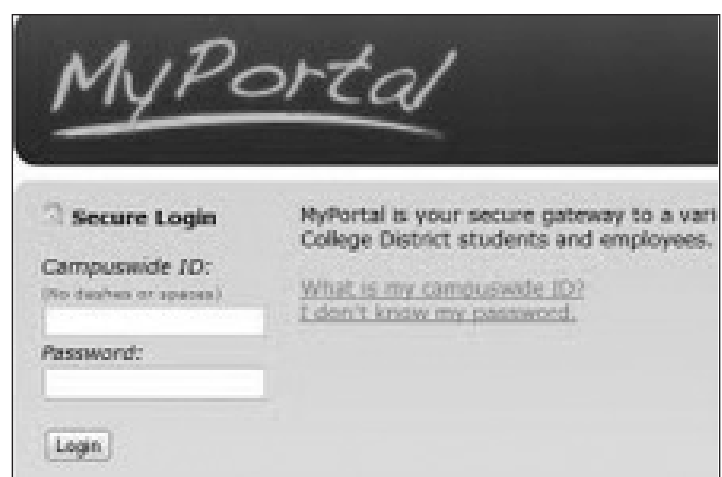 MyPortal
Secure Login
Campuswide ID:
(No dashes or spaces)
Password:
Login
MyPortal is your secure gateway to a vari
College District students and employees.
What is my campuswide ID?
I don't know my password.